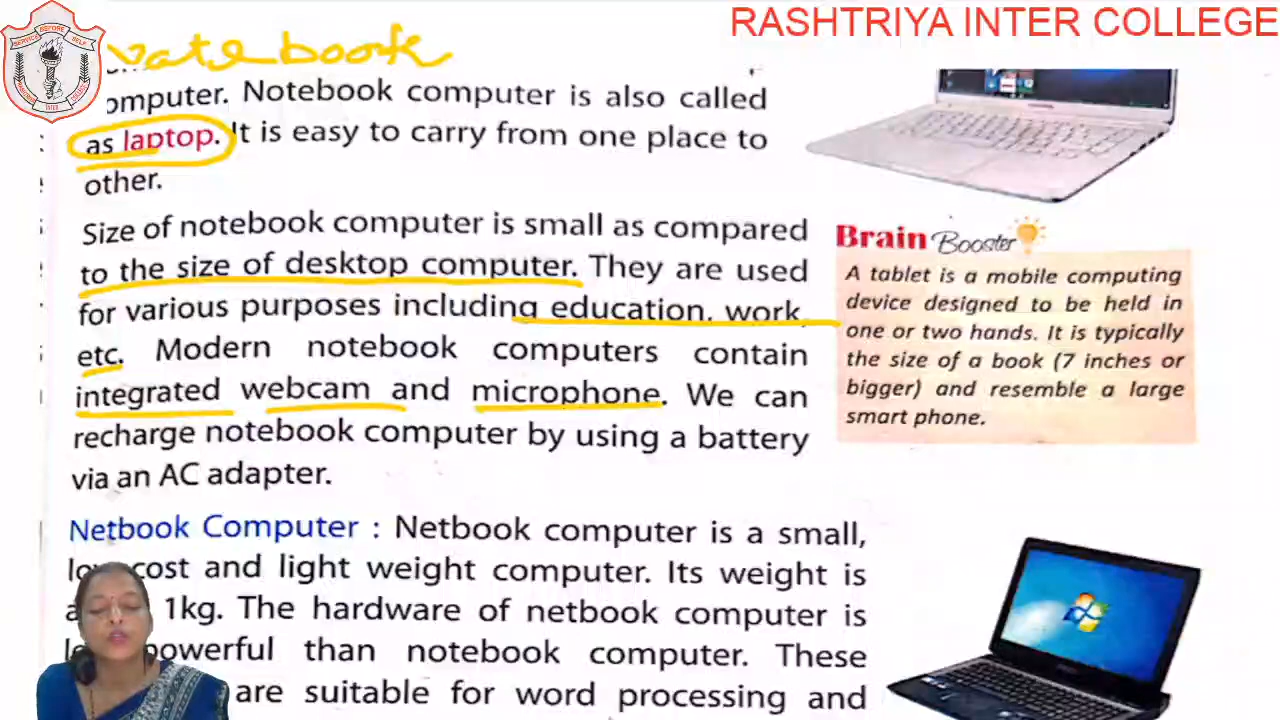 RASHTRIYA INTER COLLEGE
SERVICE BEFORE SELF
INTER
omputer. Notebook computer is also called
as laptop. It is easy to carry from one place to
other.
Size of notebook computer is small as compared
to the size of desktop computer. They are used
for various purposes including education, work,
etc. Modern notebook computers contain
integrated webcam and microphone. We can
recharge notebook computer by using a battery
via an AC adapter.
Brain Booster
A tablet is a mobile computing
device designed to be held in
one or two hands. It is typically
the size of a book (7 inches or
bigger) and resemble a large
smart phone.
Netbook Computer : Netbook computer is a small,
cost and light weight computer. Its weight is
1kg. The hardware of netbook computer is
powerful than notebook computer. These
are suitable for word processing and